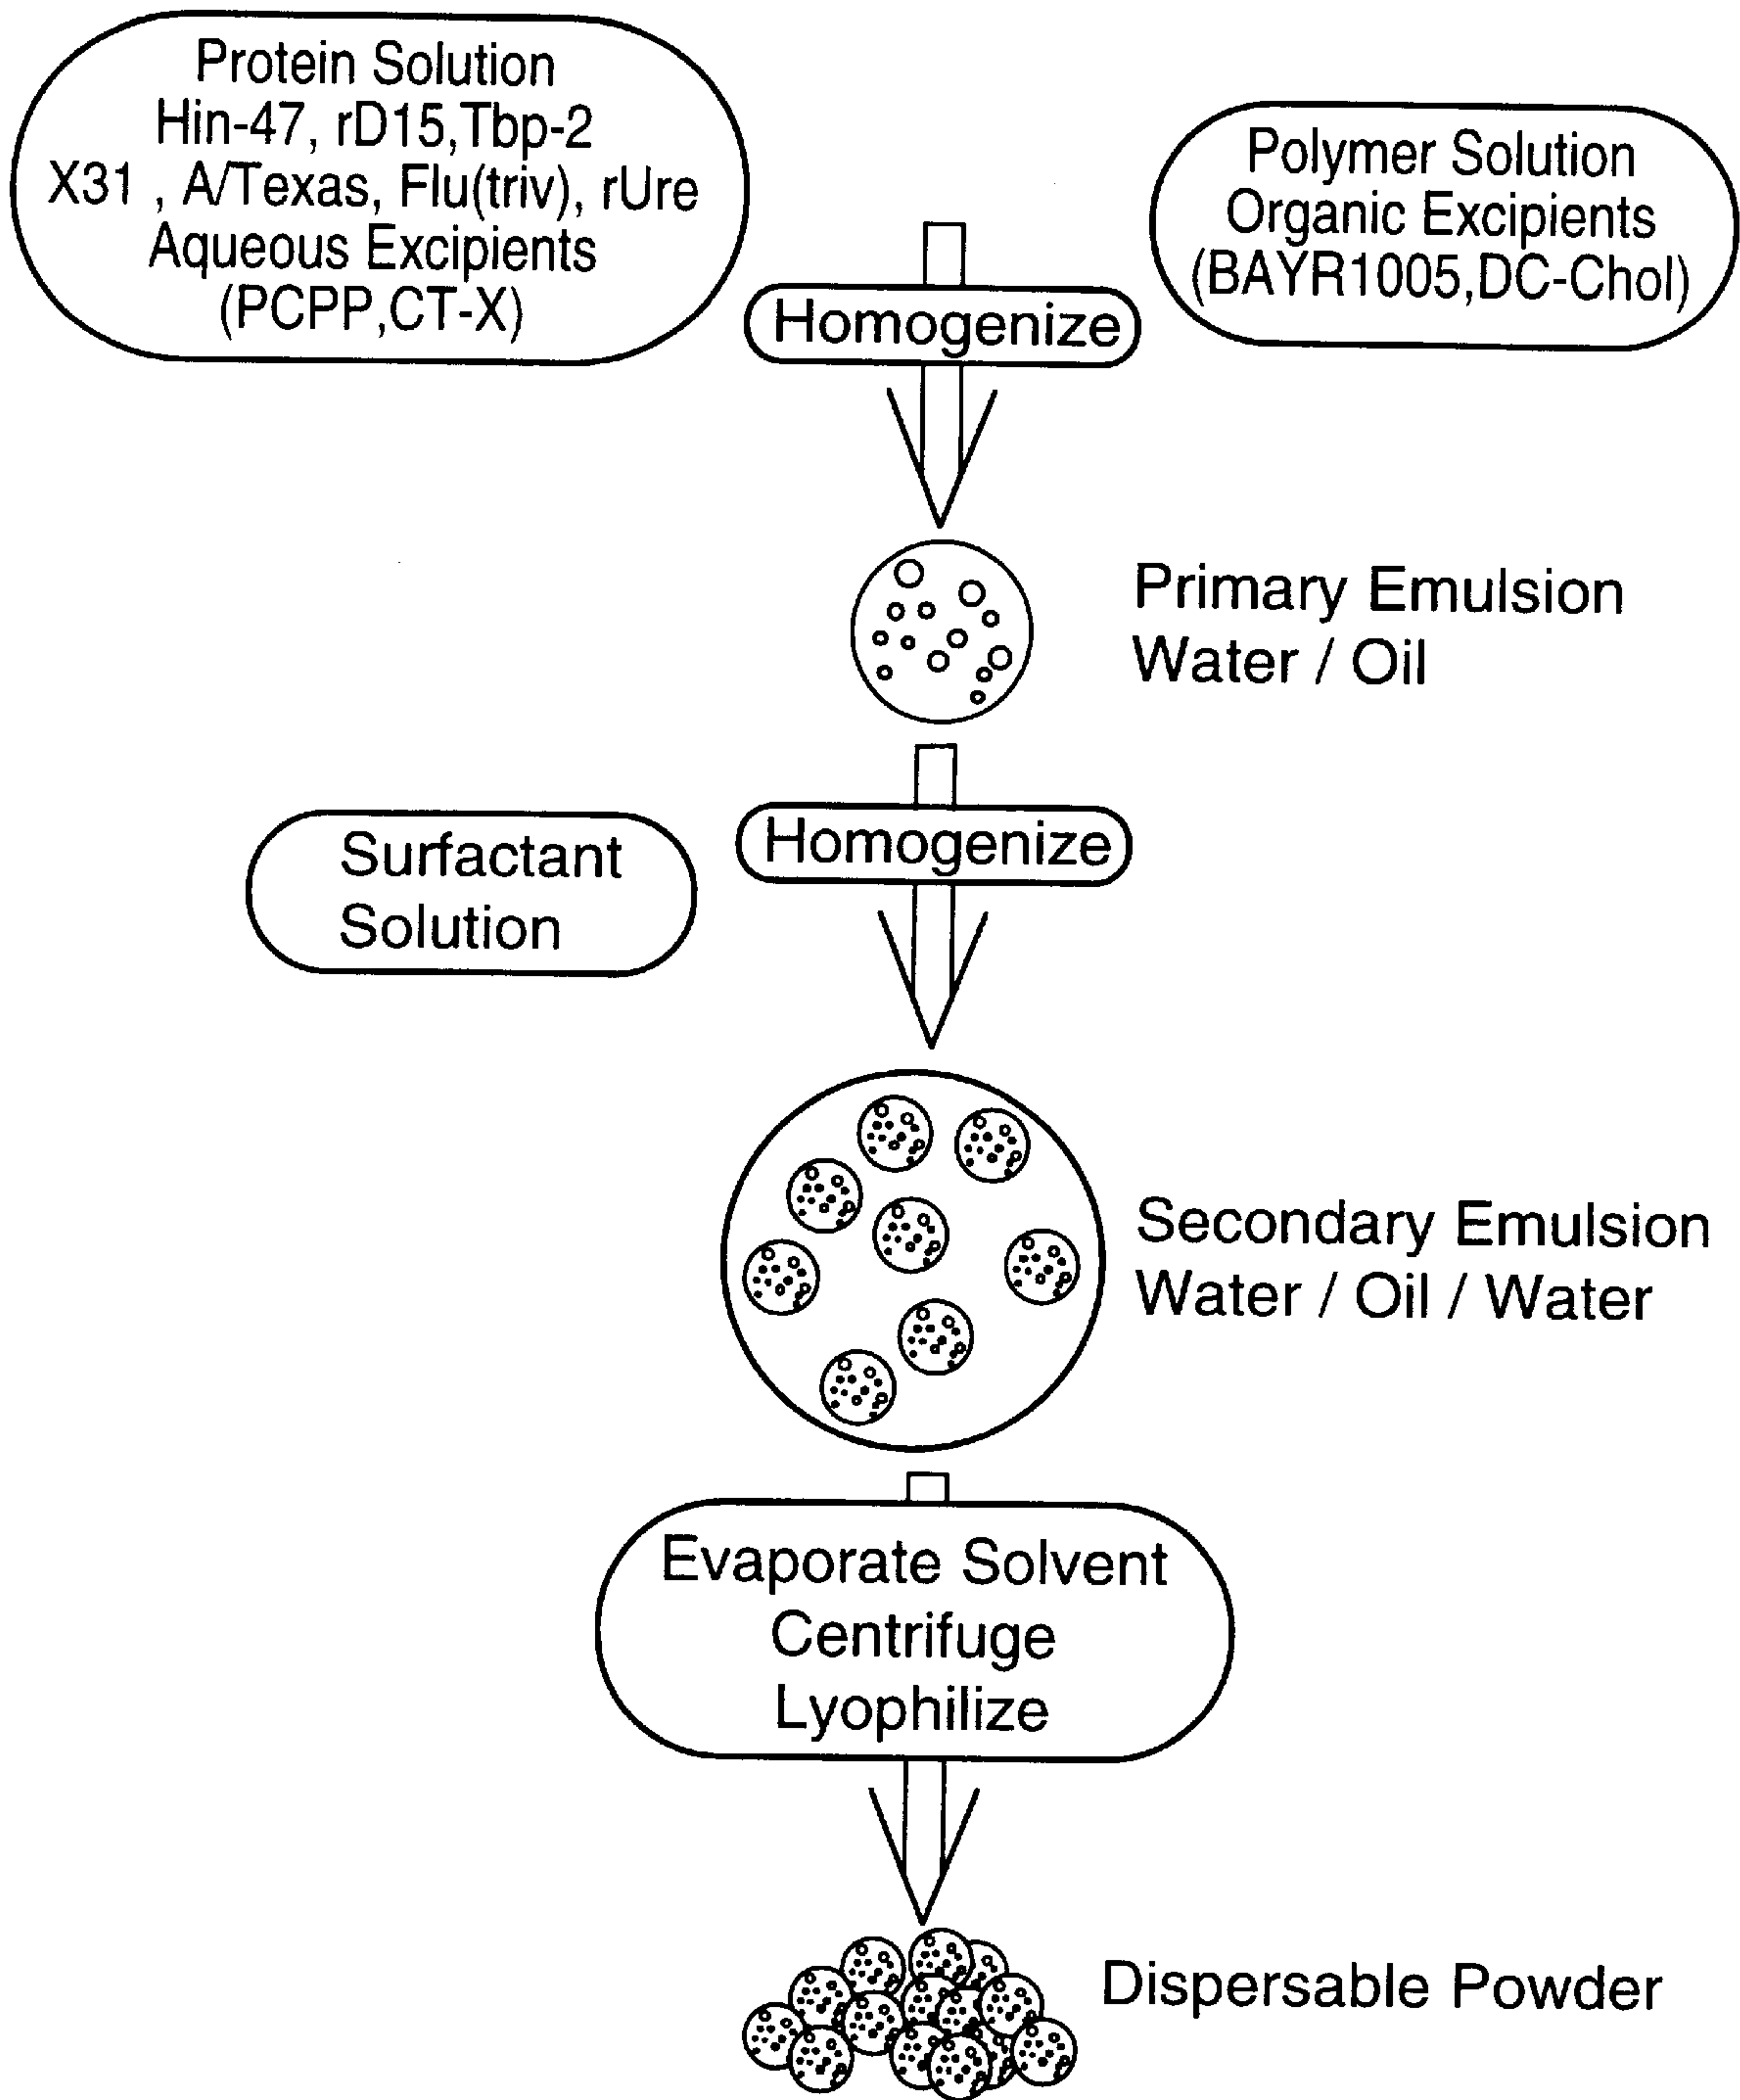 Protein Solution
Hin-47, rD15,Tbp-2
X31 , A/Texas, Flu(triv), rUre
Aqueous Excipients
(PCPP,CT-X)
Polymer Solution
Organic Excipients
(BAYR1005,DC-Chol)
Homogenize
Primary Emulsion
Water / Oil
Surfactant
Solution
Homogenize
Secondary Emulsion
Water / Oil / Water
Evaporate Solvent
Centrifuge
Lyophilize
Dispersable Powder